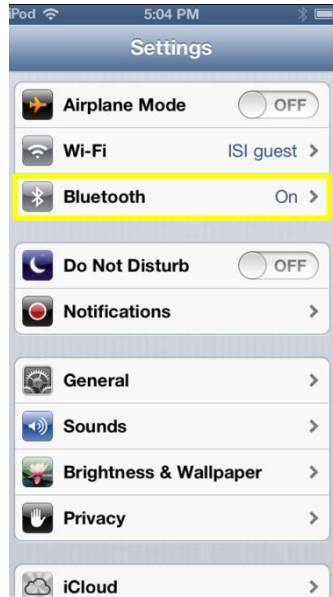 iPod 5:04 PM
Settings
Airplane Mode OFF
Wi-Fi ISI guest
Bluetooth On
Do Not Disturb OFF
Notifications
General
Sounds
Brightness & Wallpaper
Privacy
iCloud